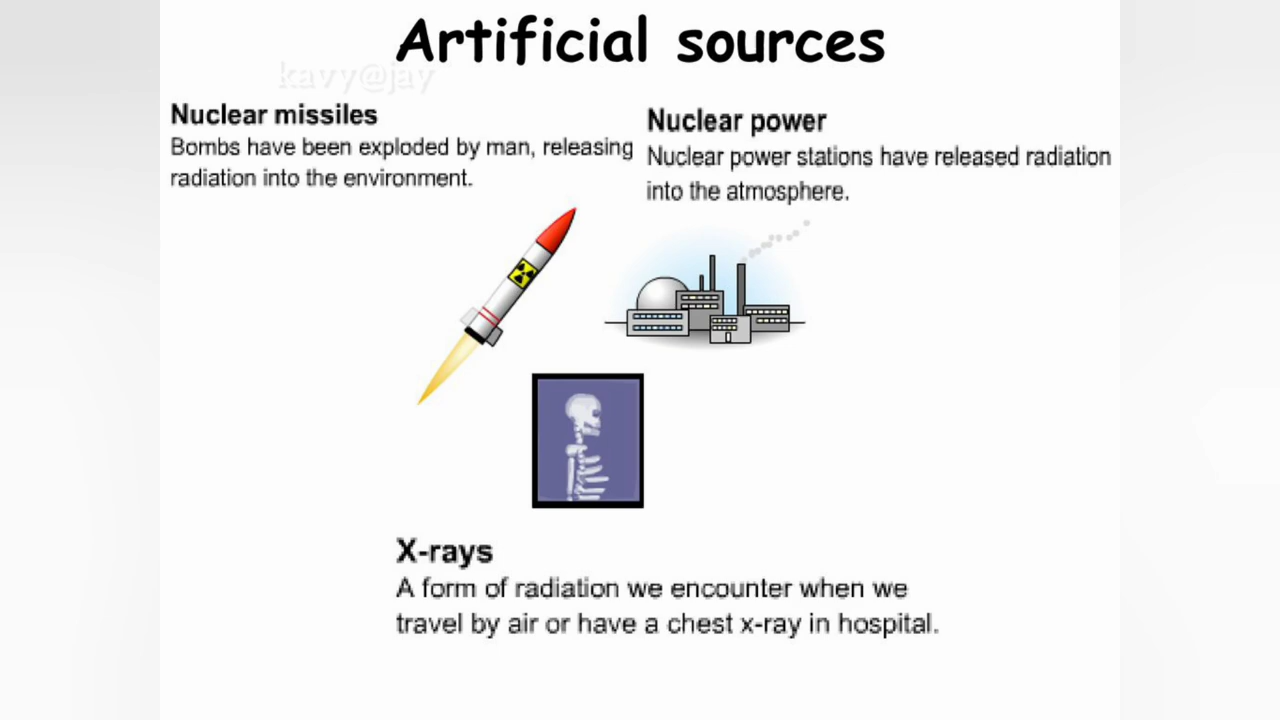 Artificial sources
kavy@jay
Nuclear missiles
Bombs have been exploded by man, releasing
radiation into the environment.
Nuclear power
Nuclear power stations have released radiation
into the atmosphere.
X-rays
A form of radiation we encounter when we
travel by air or have a chest x-ray in hospital.